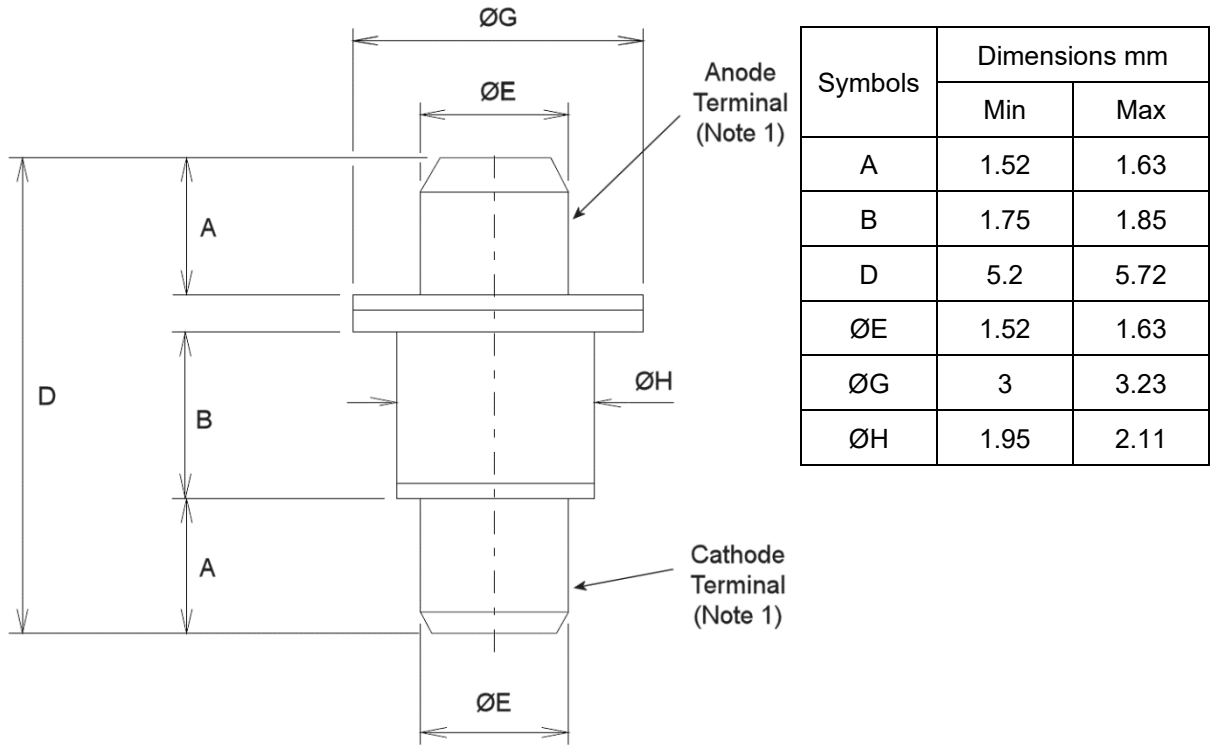 ØG
ØE
Anode
Terminal
(Note 1)
A
D
B
ØH
A
Cathode
Terminal
(Note 1)
ØE
Symbols Dimensions mm
Min Max
A 1.52 1.63
B 1.75 1.85
D 5.2 5.72
ØE 1.52 1.63
ØG 3 3.23
ØH 1.95 2.11